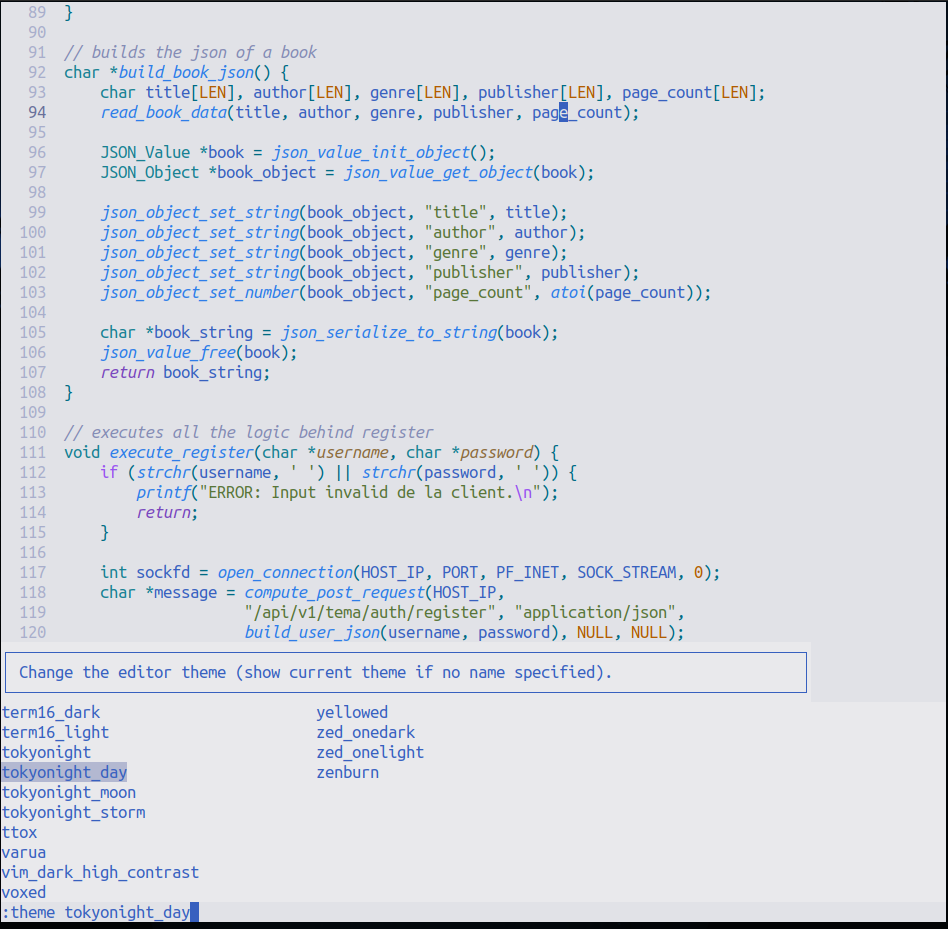 89 }
90
91 // builds the json of a book
92 char *build_book_json() {
93     char title[LEN], author[LEN], genre[LEN], publisher[LEN], page_count[LEN];
94     read_book_data(title, author, genre, publisher, page_count);
95
96     JSON_Value *book = json_value_init_object();
97     JSON_Object *book_object = json_value_get_object(book);
98
99     json_object_set_string(book_object, "title", title);
100     json_object_set_string(book_object, "author", author);
101     json_object_set_string(book_object, "genre", genre);
102     json_object_set_string(book_object, "publisher", publisher);
103     json_object_set_number(book_object, "page_count", atoi(page_count));
104
105     char *book_string = json_serialize_to_string(book);
106     json_value_free(book);
107     return book_string;
108 }
109
110 // executes all the logic behind register
111 void execute_register(char *username, char *password) {
112     if (strchr(username, ' ') || strchr(password, ' ')) {
113         printf("ERROR: Input invalid de la client.\n");
114         return;
115     }
116
117     int sockfd = open_connection(HOST_IP, PORT, PF_INET, SOCK_STREAM, 0);
118     char *message = compute_post_request(HOST_IP,
119                     "/api/v1/tema/auth/register", "application/json",
120                     build_user_json(username, password), NULL, NULL);
Change the editor theme (show current theme if no name specified).
term16_dark yellowed
term16_light zed_onedark
tokyonight zed_onelight
tokyonight_day zenburn
tokyonight_moon
tokyonight_storm
ttox
varua
vim_dark_high_contrast
voxed
:theme tokyonight_day